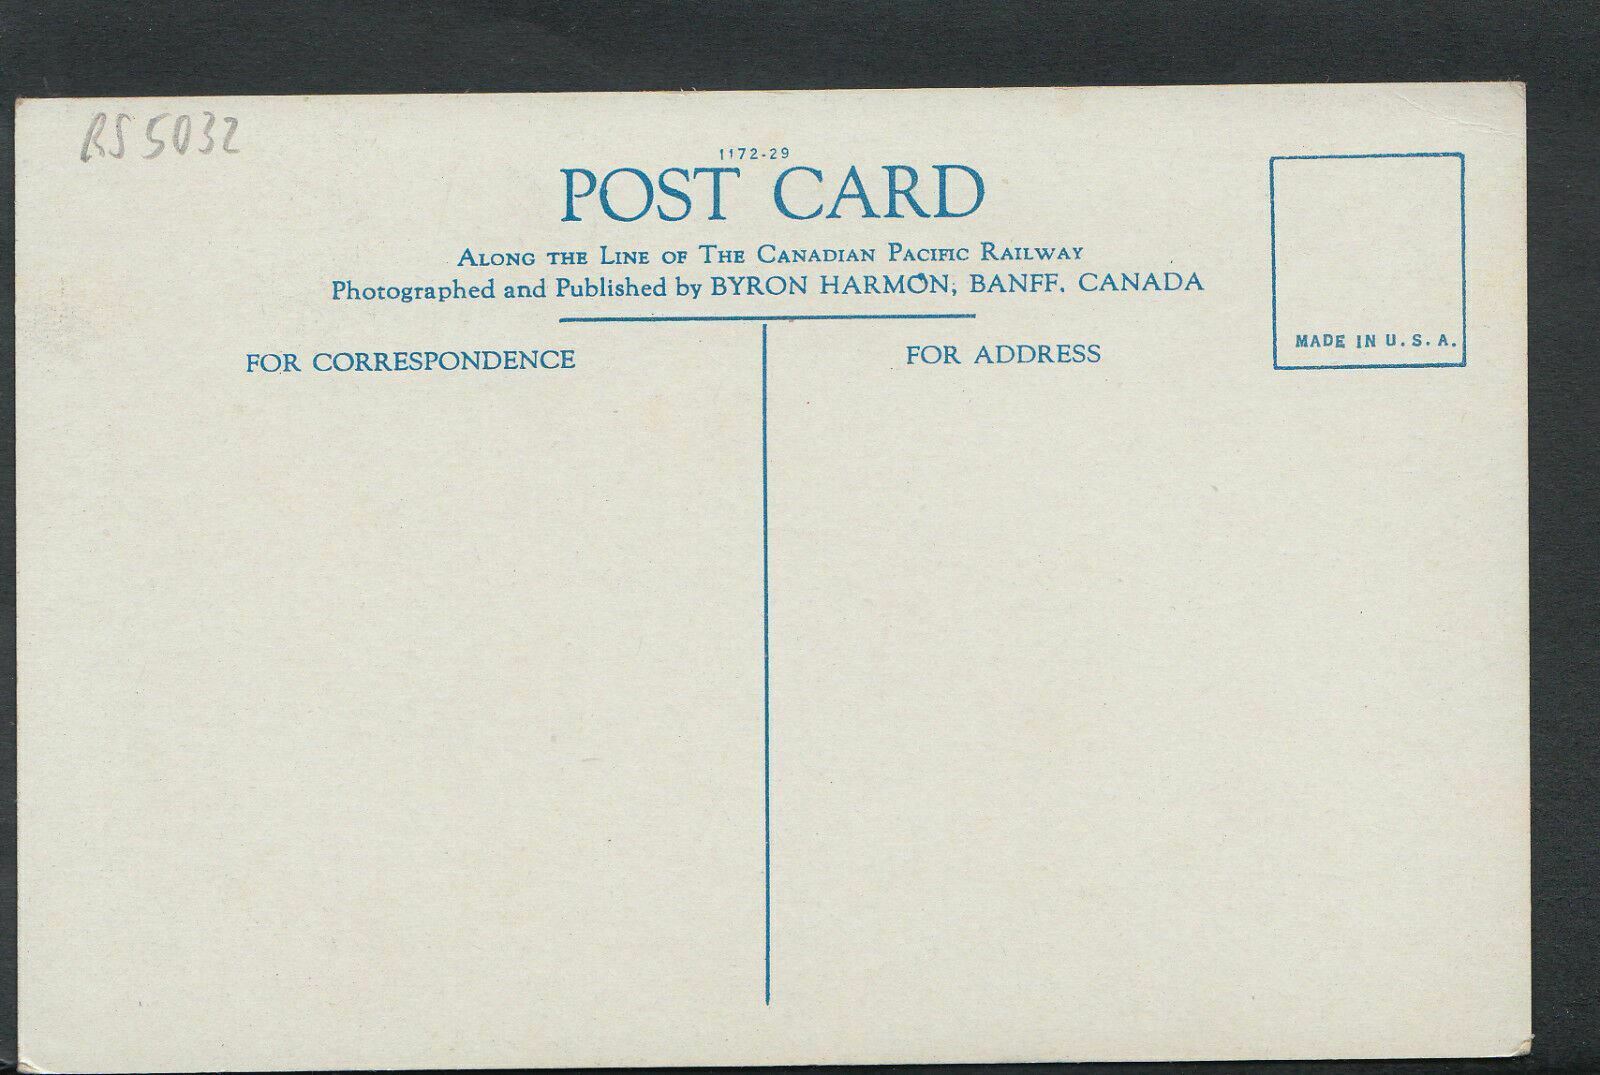 RS 5032
1172-29
POST CARD
ALONG THE LINE OF THE CANADIAN PACIFIC RAILWAY
Photographed and Published by BYRON HARMON, BANFF, CANADA
FOR CORRESPONDENCE
FOR ADDRESS
MADE IN U.S.A.